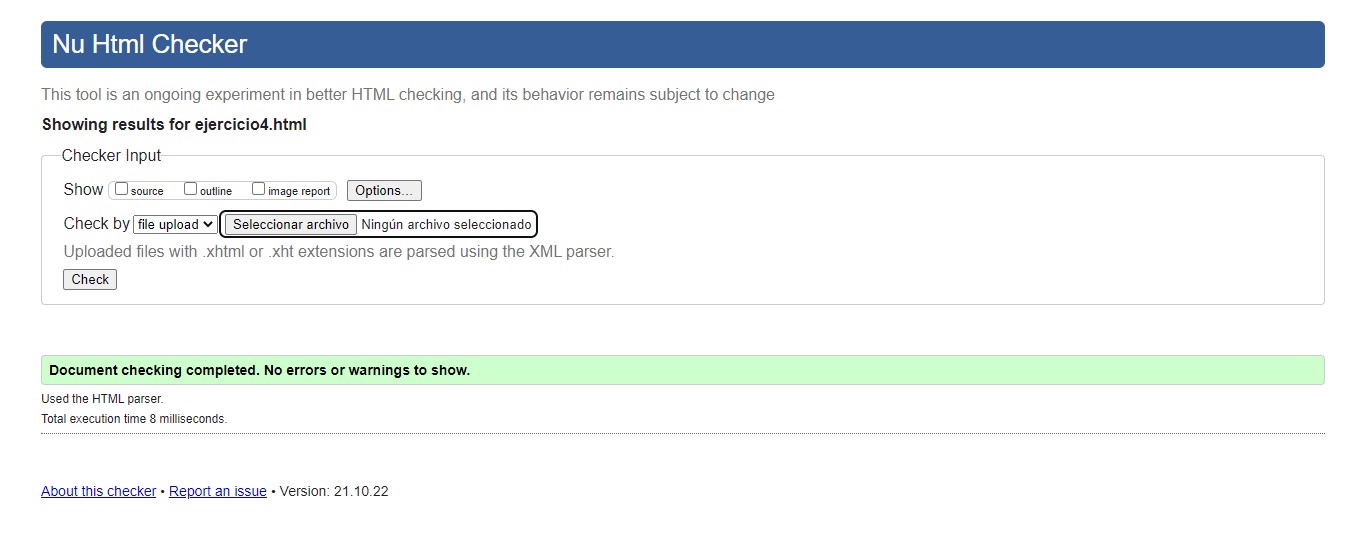 Nu Html Checker
This tool is an ongoing experiment in better HTML checking, and its behavior remains subject to change
Showing results for ejercicio4.html
Checker Input
Show source outline image report Options...
Check by file upload Seleccionar archivo Ningún archivo seleccionado
Uploaded files with .xhtml or .xht extensions are parsed using the XML parser.
Check
Document checking completed. No errors or warnings to show.
Used the HTML parser.
Total execution time 8 milliseconds.
About this checker • Report an issue • Version: 21.10.22